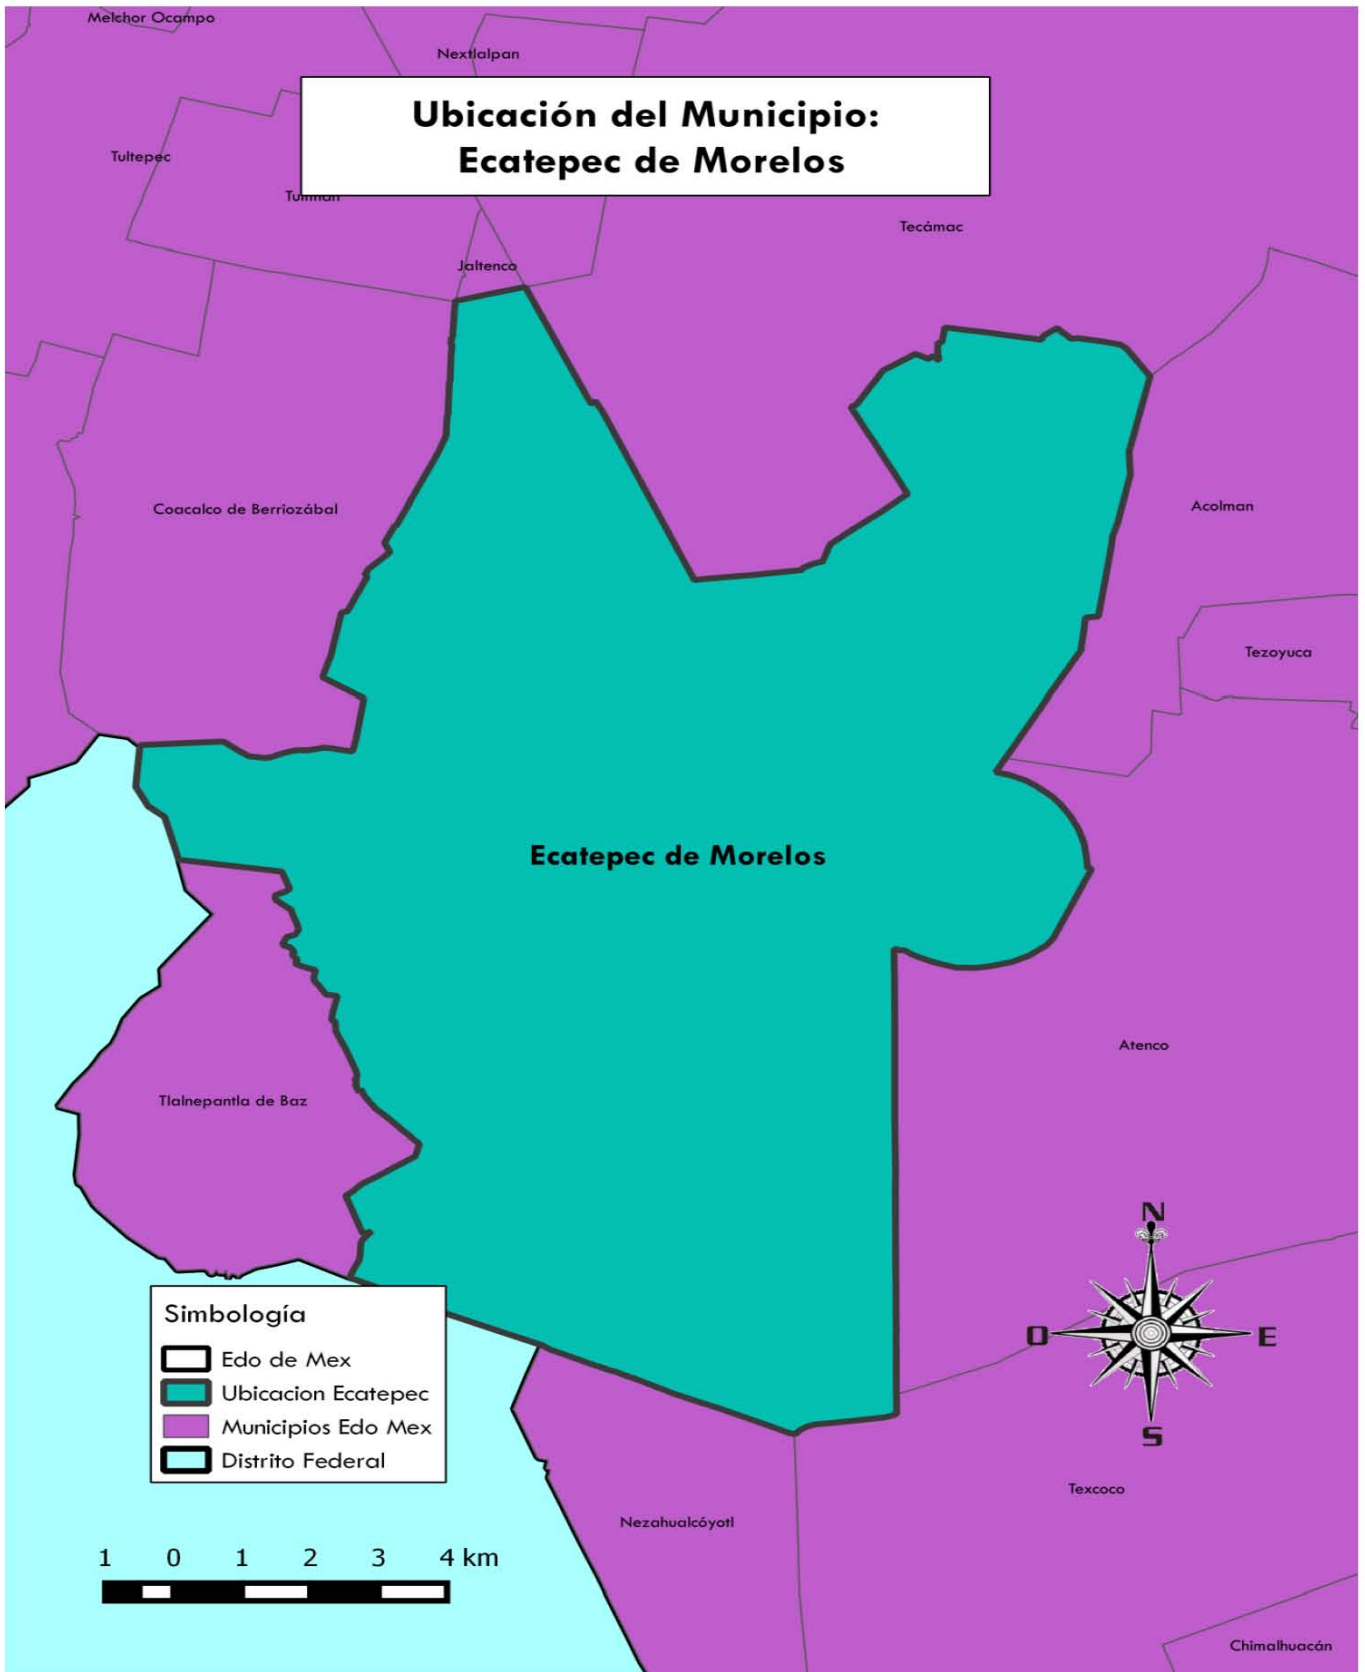 Melchor Ocampo
Nextlalpan
Ubicación del Municipio:
Ecatepec de Morelos
Tultepec
Tecámac
Jaltenco
Coacalco de Berriozábal
Acolman
Tezoyuca
Ecatepec de Morelos
Atenco
Tlalnepantla de Baz
N
O
E
S
Simbología
Edo de Mex
Ubicacion Ecatepec
Municipios Edo Mex
Distrito Federal
Texcoco
Nezahualcóyotl
1 0 1 2 3 4 km
Chimalhuacán